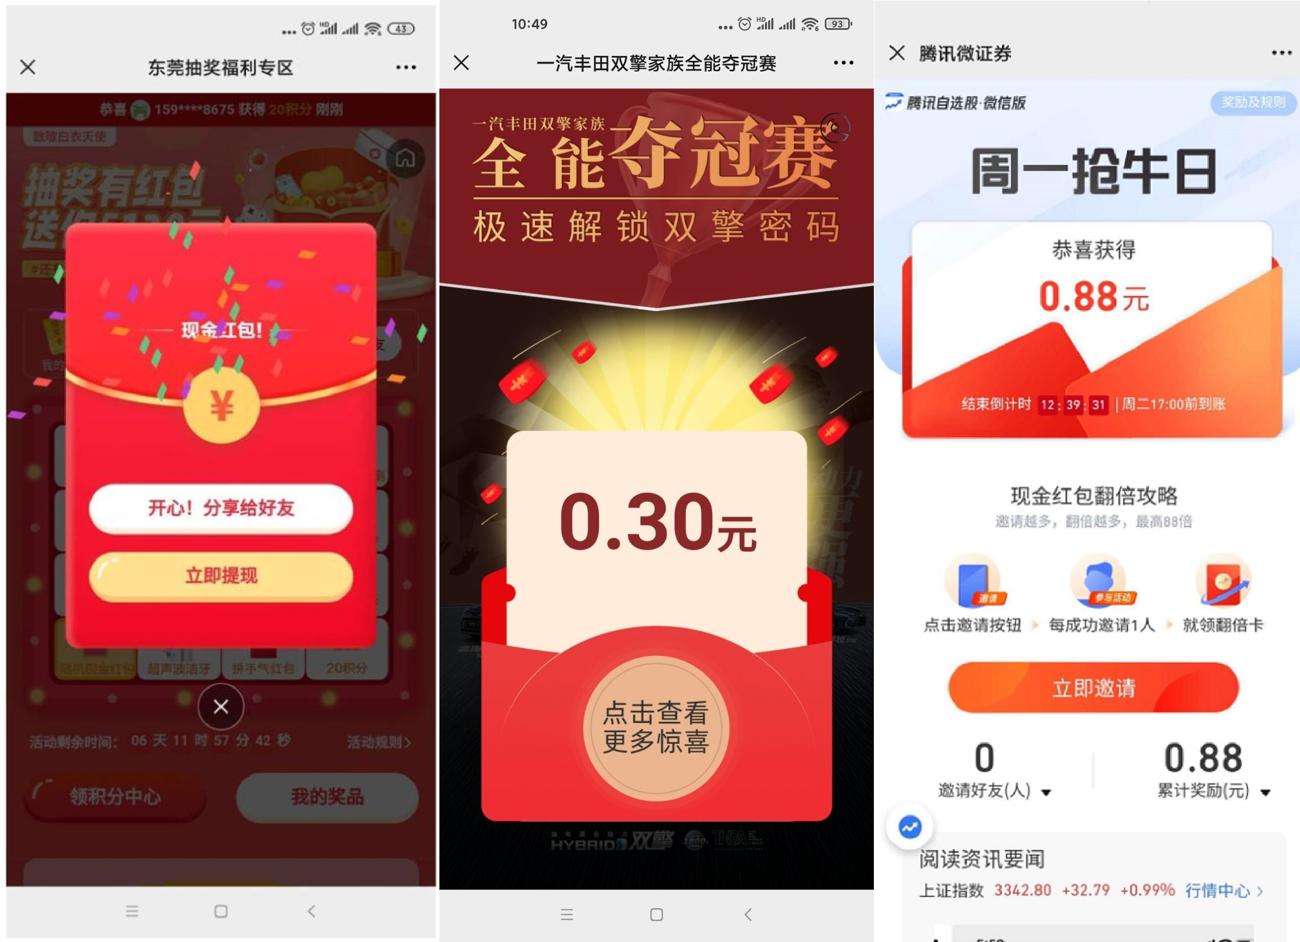 43
东莞抽奖福利专区
恭喜 159****8675 获得 20积分 刚刚
致敬白衣天使
抽奖有红包
现金红包!
¥
开心！分享给好友
立即提现
随机现金红包
超声波洁牙
拼手气红包
20积分
活动剩余时间： 06 天 11 时 57 分 42 秒
活动规则>
领积分中心
我的奖品
10:49
HD
93
一汽丰田双擎家族全能夺冠赛
一汽丰田双擎家族
全能夺冠赛
极速解锁双擎密码
0.30元
点击查看
更多惊喜
HYBRID 双擎
腾讯微证券
腾讯自选股·微信版
奖励及规则
周一抢牛日
恭喜获得
0.88元
结束倒计时 12:39:31 | 周二17:00前到账
现金红包翻倍攻略
邀请越多，翻倍越多，最高88倍
邀请
参与活动
点击邀请按钮
每成功邀请1人
就领翻倍卡
立即邀请
0
0.88
邀请好友(人)
累计奖励(元)
阅读资讯要闻
上证指数 3342.80 +32.79 +0.99% 行情中心 >